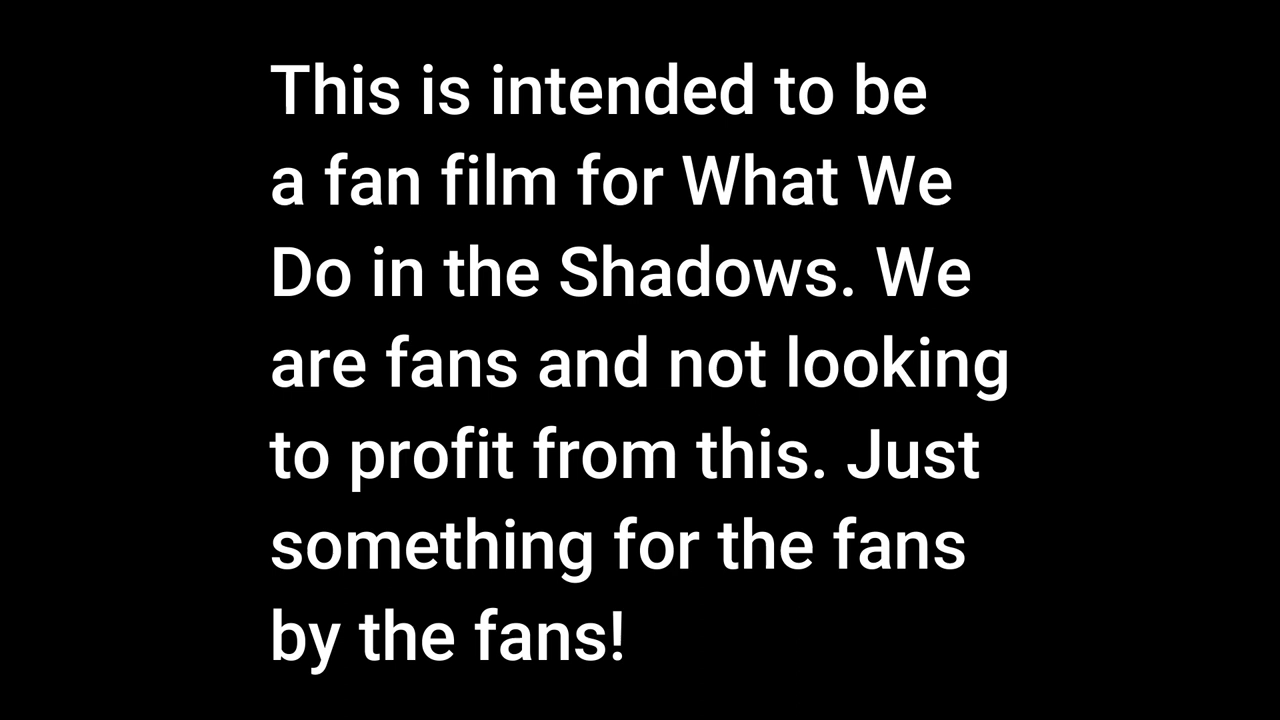 This is intended to be
a fan film for What We
Do in the Shadows. We
are fans and not looking
to profit from this. Just
something for the fans
by the fans!